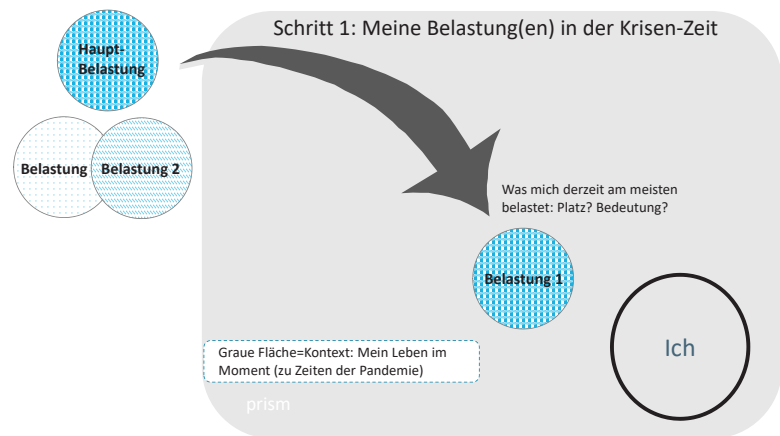 Schritt 1: Meine Belastung(en) in der Krisen-Zeit
Haupt-
Belastung
Belastung
Belastung 2
Was mich derzeit am meisten
belastet: Platz? Bedeutung?
Belastung 1
Ich
Graue Fläche=Kontext: Mein Leben im
Moment (zu Zeiten der Pandemie)
prism